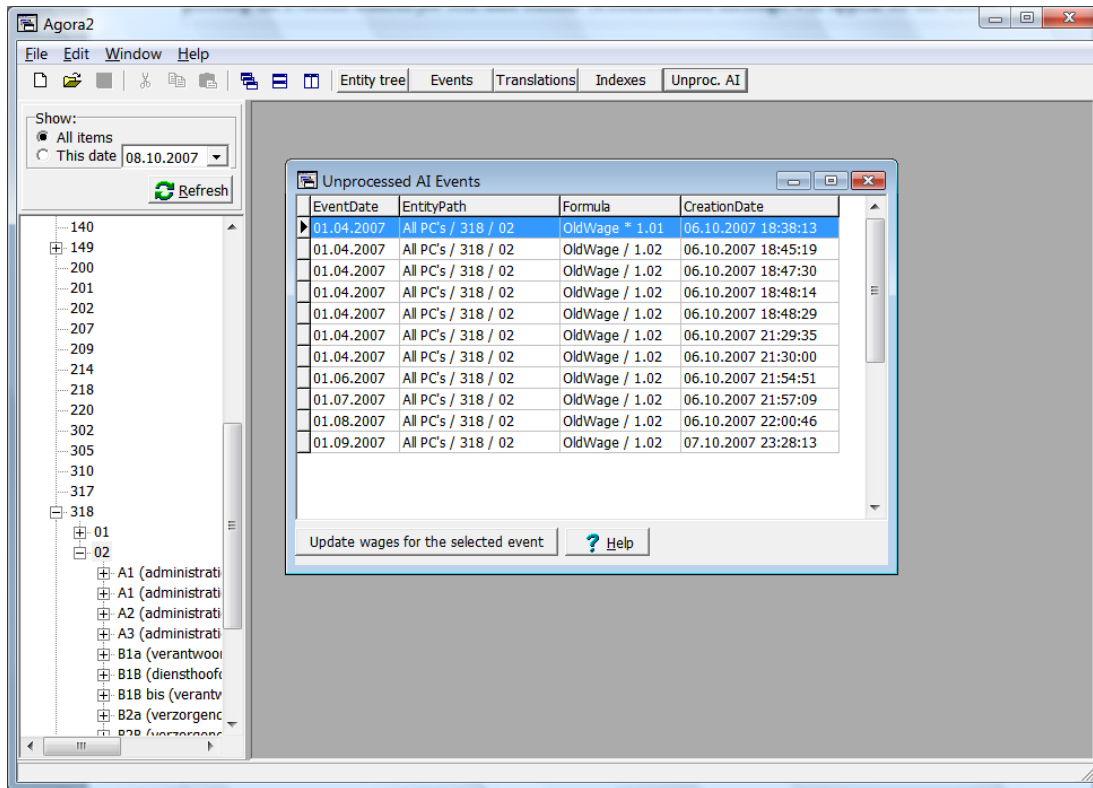 Agora2
File Edit Window Help
Entity tree Events Translations Indexes Unproc. AI
Show:
All items
This date 08.10.2007
Refresh
140
149
200
201
202
207
209
214
218
220
302
305
310
317
318
01
02
A1 (administrati
A1 (administrati
A2 (administrati
A3 (administrati
B1a (verantwoor
B1B (diensthoofd
B1B bis (verantw
B2a (verzorgend
B2B (verzorgend
Unprocessed AI Events
EventDate EntityPath Formula CreationDate
01.04.2007 All PC's / 318 / 02 OldWage * 1.01 06.10.2007 18:38:13
01.04.2007 All PC's / 318 / 02 OldWage / 1.02 06.10.2007 18:45:19
01.04.2007 All PC's / 318 / 02 OldWage / 1.02 06.10.2007 18:47:30
01.04.2007 All PC's / 318 / 02 OldWage / 1.02 06.10.2007 18:48:14
01.04.2007 All PC's / 318 / 02 OldWage / 1.02 06.10.2007 18:48:29
01.04.2007 All PC's / 318 / 02 OldWage / 1.02 06.10.2007 21:29:35
01.04.2007 All PC's / 318 / 02 OldWage / 1.02 06.10.2007 21:30:00
01.06.2007 All PC's / 318 / 02 OldWage / 1.02 06.10.2007 21:54:51
01.07.2007 All PC's / 318 / 02 OldWage / 1.02 06.10.2007 21:57:09
01.08.2007 All PC's / 318 / 02 OldWage / 1.02 06.10.2007 22:00:46
01.09.2007 All PC's / 318 / 02 OldWage / 1.02 07.10.2007 23:28:13
Update wages for the selected event ? Help